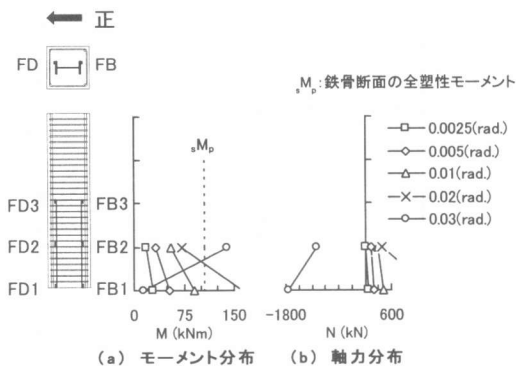 正
FD FB
sMp:鉄骨断面の全塑性モーメント
sMp
0.0025(rad.)
0.005(rad.)
0.01(rad.)
0.02(rad.)
0.03(rad.)
FD3 FB3
FD2 FB2
FD1 FB1
0 75 150
M (kNm)
-1800 600
N (kN)
(a) モーメント分布 (b) 軸力分布